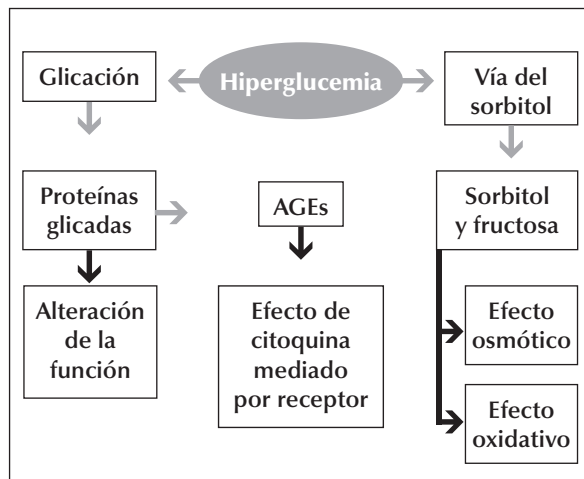 Hiperglucemia
Glicación
Vía del
sorbitol
Proteínas
glicadas
AGEs
Sorbitol
y fructosa
Alteración
de la
función
Efecto de
citoquina
mediado
por receptor
Efecto
osmótico
Efecto
oxidativo